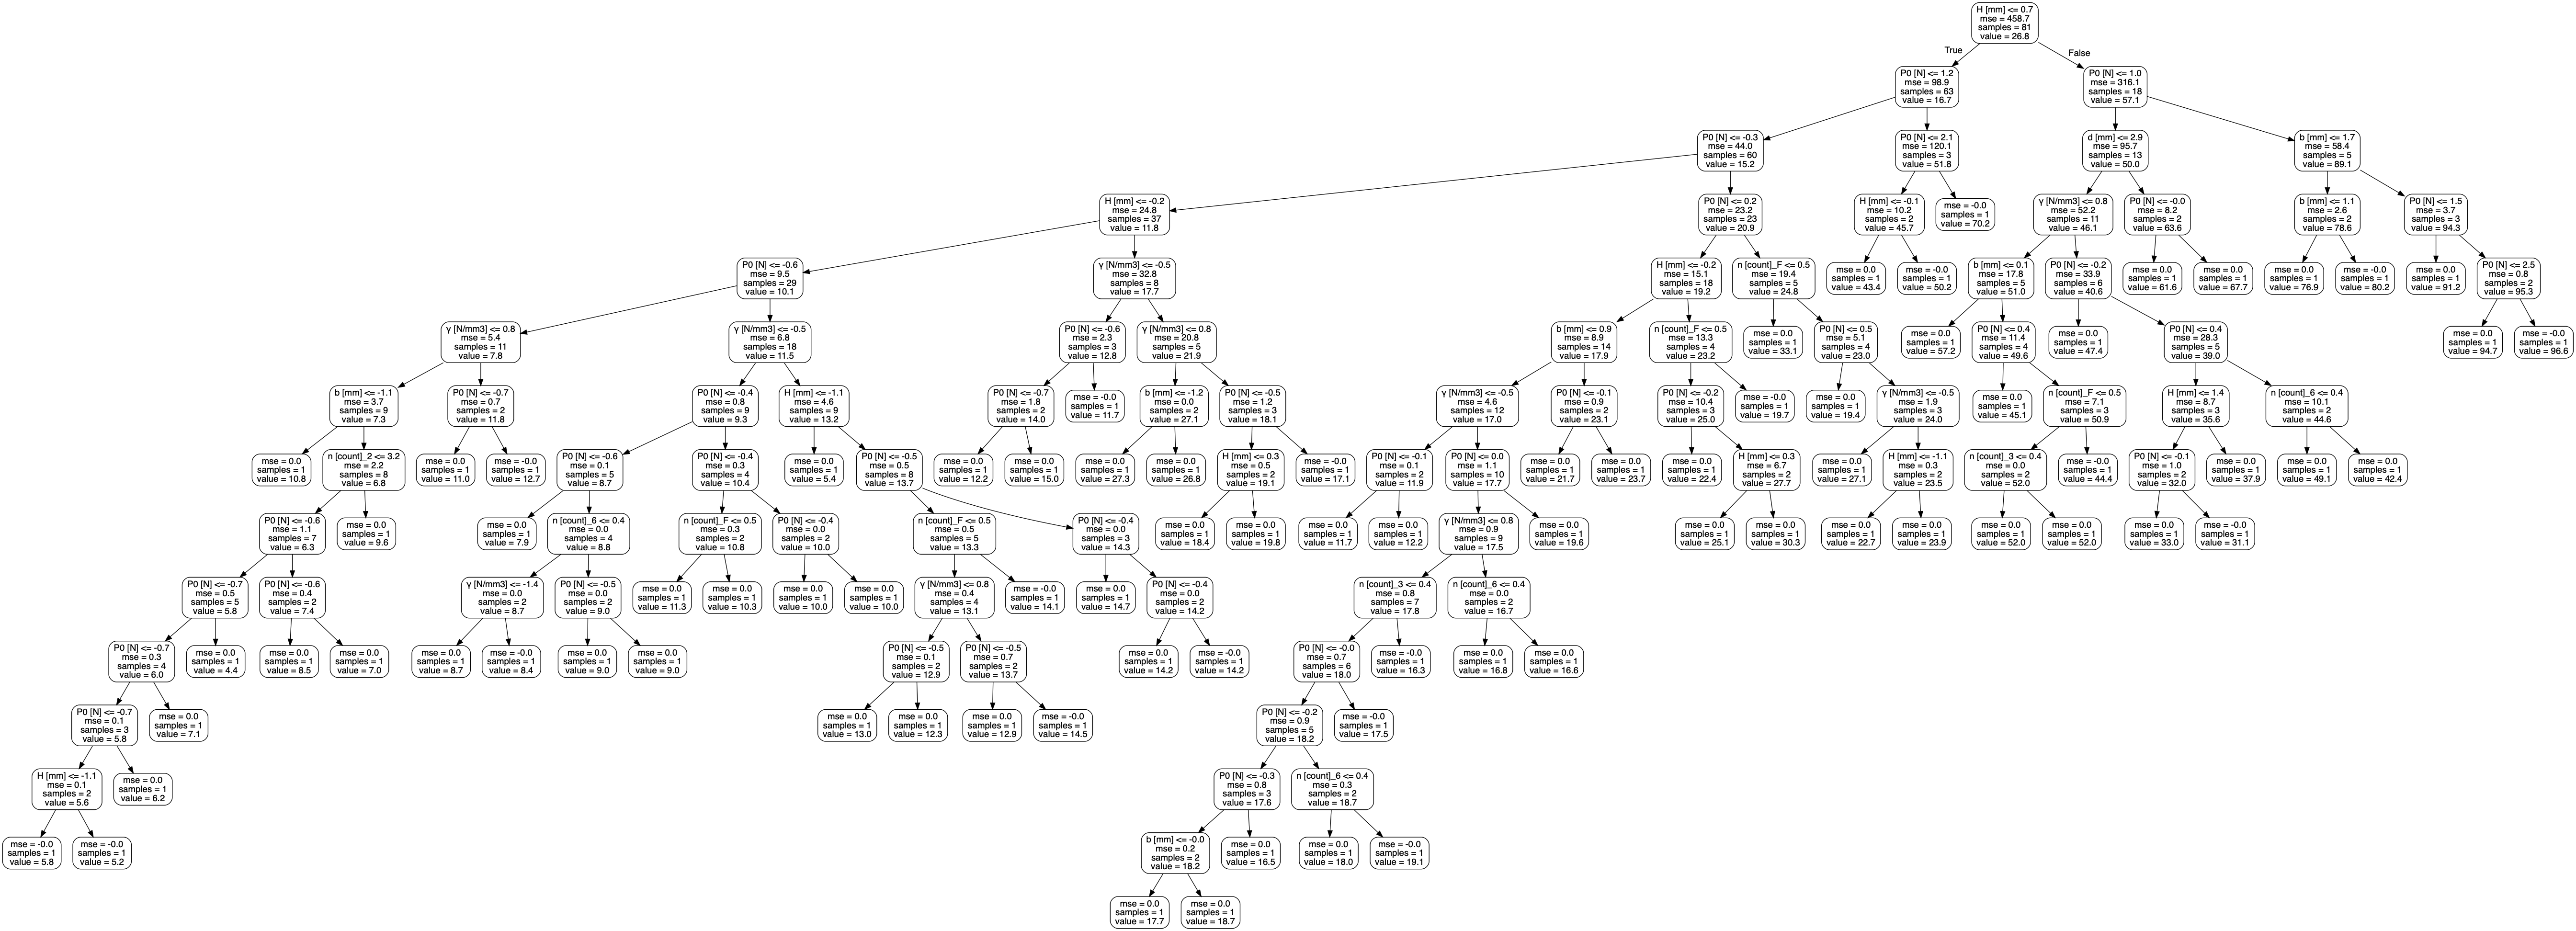 H [mm] <= 0.7
mse = 458.7
samples = 81
value = 26.8
True
False
P0 [N] <= 1.2
mse = 98.9
samples = 63
value = 16.7
P0 [N] <= 1.0
mse = 316.1
samples = 18
value = 57.1
P0 [N] <= -0.3
mse = 44.0
samples = 60
value = 15.2
P0 [N] <= 2.1
mse = 120.1
samples = 3
value = 51.8
d [mm] <= 2.9
mse = 95.7
samples = 13
value = 50.0
b [mm] <= 1.7
mse = 58.4
samples = 5
value = 89.1
H [mm] <= -0.2
mse = 24.8
samples = 37
value = 11.8
P0 [N] <= 0.2
mse = 23.2
samples = 23
value = 20.9
H [mm] <= -0.1
mse = 10.2
samples = 2
value = 45.7
mse = -0.0
samples = 1
value = 70.2
γ [N/mm3] <= 0.8
mse = 52.2
samples = 11
value = 46.1
P0 [N] <= -0.0
mse = 8.2
samples = 2
value = 63.6
b [mm] <= 1.1
mse = 2.6
samples = 2
value = 78.6
P0 [N] <= 1.5
mse = 3.7
samples = 3
value = 94.3
P0 [N] <= -0.6
mse = 9.5
samples = 29
value = 10.1
γ [N/mm3] <= -0.5
mse = 32.8
samples = 8
value = 17.7
H [mm] <= -0.2
mse = 15.1
samples = 18
value = 19.2
n [count]_F <= 0.5
mse = 19.4
samples = 5
value = 24.8
mse = 0.0
samples = 1
value = 43.4
mse = -0.0
samples = 1
value = 50.2
b [mm] <= 0.1
mse = 17.8
samples = 5
value = 51.0
P0 [N] <= -0.2
mse = 33.9
samples = 6
value = 40.6
mse = 0.0
samples = 1
value = 61.6
mse = 0.0
samples = 1
value = 67.7
mse = 0.0
samples = 1
value = 76.9
mse = -0.0
samples = 1
value = 80.2
mse = 0.0
samples = 1
value = 91.2
P0 [N] <= 2.5
mse = 0.8
samples = 2
value = 95.3
γ [N/mm3] <= 0.8
mse = 5.4
samples = 11
value = 7.8
γ [N/mm3] <= -0.5
mse = 6.8
samples = 18
value = 11.5
P0 [N] <= -0.6
mse = 2.3
samples = 3
value = 12.8
γ [N/mm3] <= 0.8
mse = 20.8
samples = 5
value = 21.9
b [mm] <= 0.9
mse = 8.9
samples = 14
value = 17.9
n [count]_F <= 0.5
mse = 13.3
samples = 4
value = 23.2
mse = 0.0
samples = 1
value = 33.1
P0 [N] <= 0.5
mse = 5.1
samples = 4
value = 23.0
mse = 0.0
samples = 1
value = 57.2
P0 [N] <= 0.4
mse = 11.4
samples = 4
value = 49.6
mse = 0.0
samples = 1
value = 47.4
P0 [N] <= 0.4
mse = 28.3
samples = 5
value = 39.0
mse = 0.0
samples = 1
value = 94.7
mse = -0.0
samples = 1
value = 96.6
b [mm] <= -1.1
mse = 3.7
samples = 9
value = 7.3
P0 [N] <= -0.7
mse = 0.7
samples = 2
value = 11.8
P0 [N] <= -0.4
mse = 0.8
samples = 9
value = 9.3
H [mm] <= -1.1
mse = 4.6
samples = 9
value = 13.2
P0 [N] <= -0.7
mse = 1.8
samples = 2
value = 14.0
mse = -0.0
samples = 1
value = 11.7
b [mm] <= -1.2
mse = 0.0
samples = 2
value = 27.1
P0 [N] <= -0.5
mse = 1.2
samples = 3
value = 18.1
γ [N/mm3] <= -0.5
mse = 4.6
samples = 12
value = 17.0
P0 [N] <= -0.1
mse = 0.9
samples = 2
value = 23.1
P0 [N] <= -0.2
mse = 10.4
samples = 3
value = 25.0
mse = -0.0
samples = 1
value = 19.7
mse = 0.0
samples = 1
value = 19.4
γ [N/mm3] <= -0.5
mse = 1.9
samples = 3
value = 24.0
mse = 0.0
samples = 1
value = 45.1
n [count]_F <= 0.5
mse = 7.1
samples = 3
value = 50.9
H [mm] <= 1.4
mse = 8.7
samples = 3
value = 35.6
n [count]_6 <= 0.4
mse = 10.1
samples = 2
value = 44.6
mse = 0.0
samples = 1
value = 10.8
n [count]_2 <= 3.2
mse = 2.2
samples = 8
value = 6.8
mse = 0.0
samples = 1
value = 11.0
mse = -0.0
samples = 1
value = 12.7
P0 [N] <= -0.6
mse = 0.1
samples = 5
value = 8.7
P0 [N] <= -0.4
mse = 0.3
samples = 4
value = 10.4
mse = 0.0
samples = 1
value = 5.4
P0 [N] <= -0.5
mse = 0.5
samples = 8
value = 13.7
mse = 0.0
samples = 1
value = 12.2
mse = 0.0
samples = 1
value = 15.0
mse = 0.0
samples = 1
value = 27.3
mse = 0.0
samples = 1
value = 26.8
H [mm] <= 0.3
mse = 0.5
samples = 2
value = 19.1
mse = -0.0
samples = 1
value = 17.1
P0 [N] <= -0.1
mse = 0.1
samples = 2
value = 11.9
P0 [N] <= 0.0
mse = 1.1
samples = 10
value = 17.7
mse = 0.0
samples = 1
value = 21.7
mse = 0.0
samples = 1
value = 23.7
mse = 0.0
samples = 1
value = 22.4
H [mm] <= 0.3
mse = 6.7
samples = 2
value = 27.7
mse = 0.0
samples = 1
value = 27.1
H [mm] <= -1.1
mse = 0.3
samples = 2
value = 23.5
n [count]_3 <= 0.4
mse = 0.0
samples = 2
value = 52.0
mse = -0.0
samples = 1
value = 44.4
P0 [N] <= -0.1
mse = 1.0
samples = 2
value = 32.0
mse = 0.0
samples = 1
value = 37.9
mse = 0.0
samples = 1
value = 49.1
mse = 0.0
samples = 1
value = 42.4
P0 [N] <= -0.6
mse = 1.1
samples = 7
value = 6.3
mse = 0.0
samples = 1
value = 9.6
mse = 0.0
samples = 1
value = 7.9
n [count]_6 <= 0.4
mse = 0.0
samples = 4
value = 8.8
n [count]_F <= 0.5
mse = 0.3
samples = 2
value = 10.8
P0 [N] <= -0.4
mse = 0.0
samples = 2
value = 10.0
n [count]_F <= 0.5
mse = 0.5
samples = 5
value = 13.3
P0 [N] <= -0.4
mse = 0.0
samples = 3
value = 14.3
mse = 0.0
samples = 1
value = 18.4
mse = 0.0
samples = 1
value = 19.8
mse = 0.0
samples = 1
value = 11.7
mse = 0.0
samples = 1
value = 12.2
γ [N/mm3] <= 0.8
mse = 0.9
samples = 9
value = 17.5
mse = 0.0
samples = 1
value = 19.6
mse = 0.0
samples = 1
value = 25.1
mse = 0.0
samples = 1
value = 30.3
mse = 0.0
samples = 1
value = 22.7
mse = 0.0
samples = 1
value = 23.9
mse = 0.0
samples = 1
value = 52.0
mse = 0.0
samples = 1
value = 52.0
mse = 0.0
samples = 1
value = 33.0
mse = -0.0
samples = 1
value = 31.1
P0 [N] <= -0.7
mse = 0.5
samples = 5
value = 5.8
P0 [N] <= -0.6
mse = 0.4
samples = 2
value = 7.4
γ [N/mm3] <= -1.4
mse = 0.0
samples = 2
value = 8.7
P0 [N] <= -0.5
mse = 0.0
samples = 2
value = 9.0
mse = 0.0
samples = 1
value = 11.3
mse = 0.0
samples = 1
value = 10.3
mse = 0.0
samples = 1
value = 10.0
mse = 0.0
samples = 1
value = 10.0
γ [N/mm3] <= 0.8
mse = 0.4
samples = 4
value = 13.1
mse = -0.0
samples = 1
value = 14.1
mse = 0.0
samples = 1
value = 14.7
P0 [N] <= -0.4
mse = 0.0
samples = 2
value = 14.2
n [count]_3 <= 0.4
mse = 0.8
samples = 7
value = 17.8
n [count]_6 <= 0.4
mse = 0.0
samples = 2
value = 16.7
P0 [N] <= -0.7
mse = 0.3
samples = 4
value = 6.0
mse = 0.0
samples = 1
value = 4.4
mse = 0.0
samples = 1
value = 8.5
mse = 0.0
samples = 1
value = 7.0
mse = 0.0
samples = 1
value = 8.7
mse = -0.0
samples = 1
value = 8.4
mse = 0.0
samples = 1
value = 9.0
mse = 0.0
samples = 1
value = 9.0
P0 [N] <= -0.5
mse = 0.1
samples = 2
value = 12.9
P0 [N] <= -0.5
mse = 0.7
samples = 2
value = 13.7
mse = 0.0
samples = 1
value = 14.2
mse = -0.0
samples = 1
value = 14.2
P0 [N] <= -0.0
mse = 0.7
samples = 6
value = 18.0
mse = -0.0
samples = 1
value = 16.3
mse = 0.0
samples = 1
value = 16.8
mse = 0.0
samples = 1
value = 16.6
P0 [N] <= -0.7
mse = 0.1
samples = 3
value = 5.8
mse = 0.0
samples = 1
value = 7.1
mse = 0.0
samples = 1
value = 13.0
mse = 0.0
samples = 1
value = 12.3
mse = 0.0
samples = 1
value = 12.9
mse = -0.0
samples = 1
value = 14.5
P0 [N] <= -0.2
mse = 0.9
samples = 5
value = 18.2
mse = -0.0
samples = 1
value = 17.5
H [mm] <= -1.1
mse = 0.1
samples = 2
value = 5.6
mse = 0.0
samples = 1
value = 6.2
P0 [N] <= -0.3
mse = 0.8
samples = 3
value = 17.6
n [count]_6 <= 0.4
mse = 0.3
samples = 2
value = 18.7
mse = -0.0
samples = 1
value = 5.8
mse = -0.0
samples = 1
value = 5.2
b [mm] <= -0.0
mse = 0.2
samples = 2
value = 18.2
mse = 0.0
samples = 1
value = 16.5
mse = 0.0
samples = 1
value = 18.0
mse = -0.0
samples = 1
value = 19.1
mse = 0.0
samples = 1
value = 17.7
mse = 0.0
samples = 1
value = 18.7